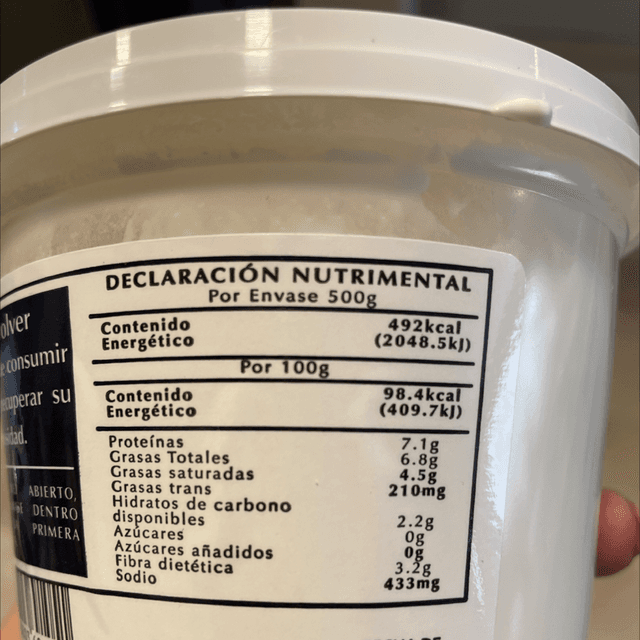 olver
consumir
su
ABIERTO,
DENTRO
PRIMERA
DECLARACIÓN NUTRIMENTAL
Por Envase 500g
Contenido 492kcal
Energético (2048.5kJ)
Por 100g
Contenido 98.4kcal
Energético (409.7kJ)
Proteínas 7.1g
Grasas Totales 6.8g
Grasas saturadas 4.5g
Grasas trans 210mg
Hidratos de carbono
disponibles 2.2g
Azúcares 0g
Azúcares añadidos 0g
Fibra dietética 3.2g
Sodio 433mg